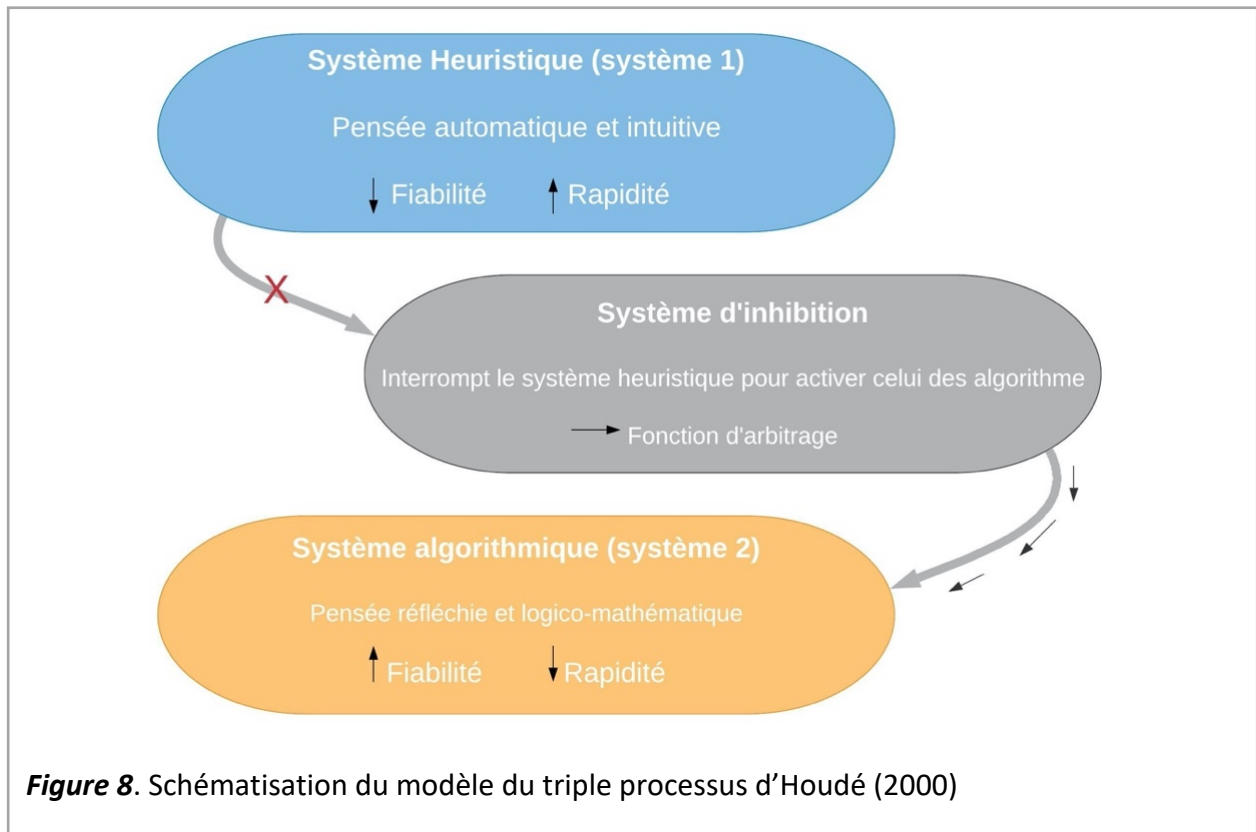 Système Heuristique (système 1)
Pensée automatique et intuitive
↓ Fiabilité ↑ Rapidité
X
Système d'inhibition
Interrompt le système heuristique pour activer celui des algorithme
→ Fonction d'arbitrage
Système algorithmique (système 2)
Pensée réfléchie et logico-mathématique
↑ Fiabilité ↓ Rapidité
Figure 8. Schématisation du modèle du triple processus d’Houdé (2000)